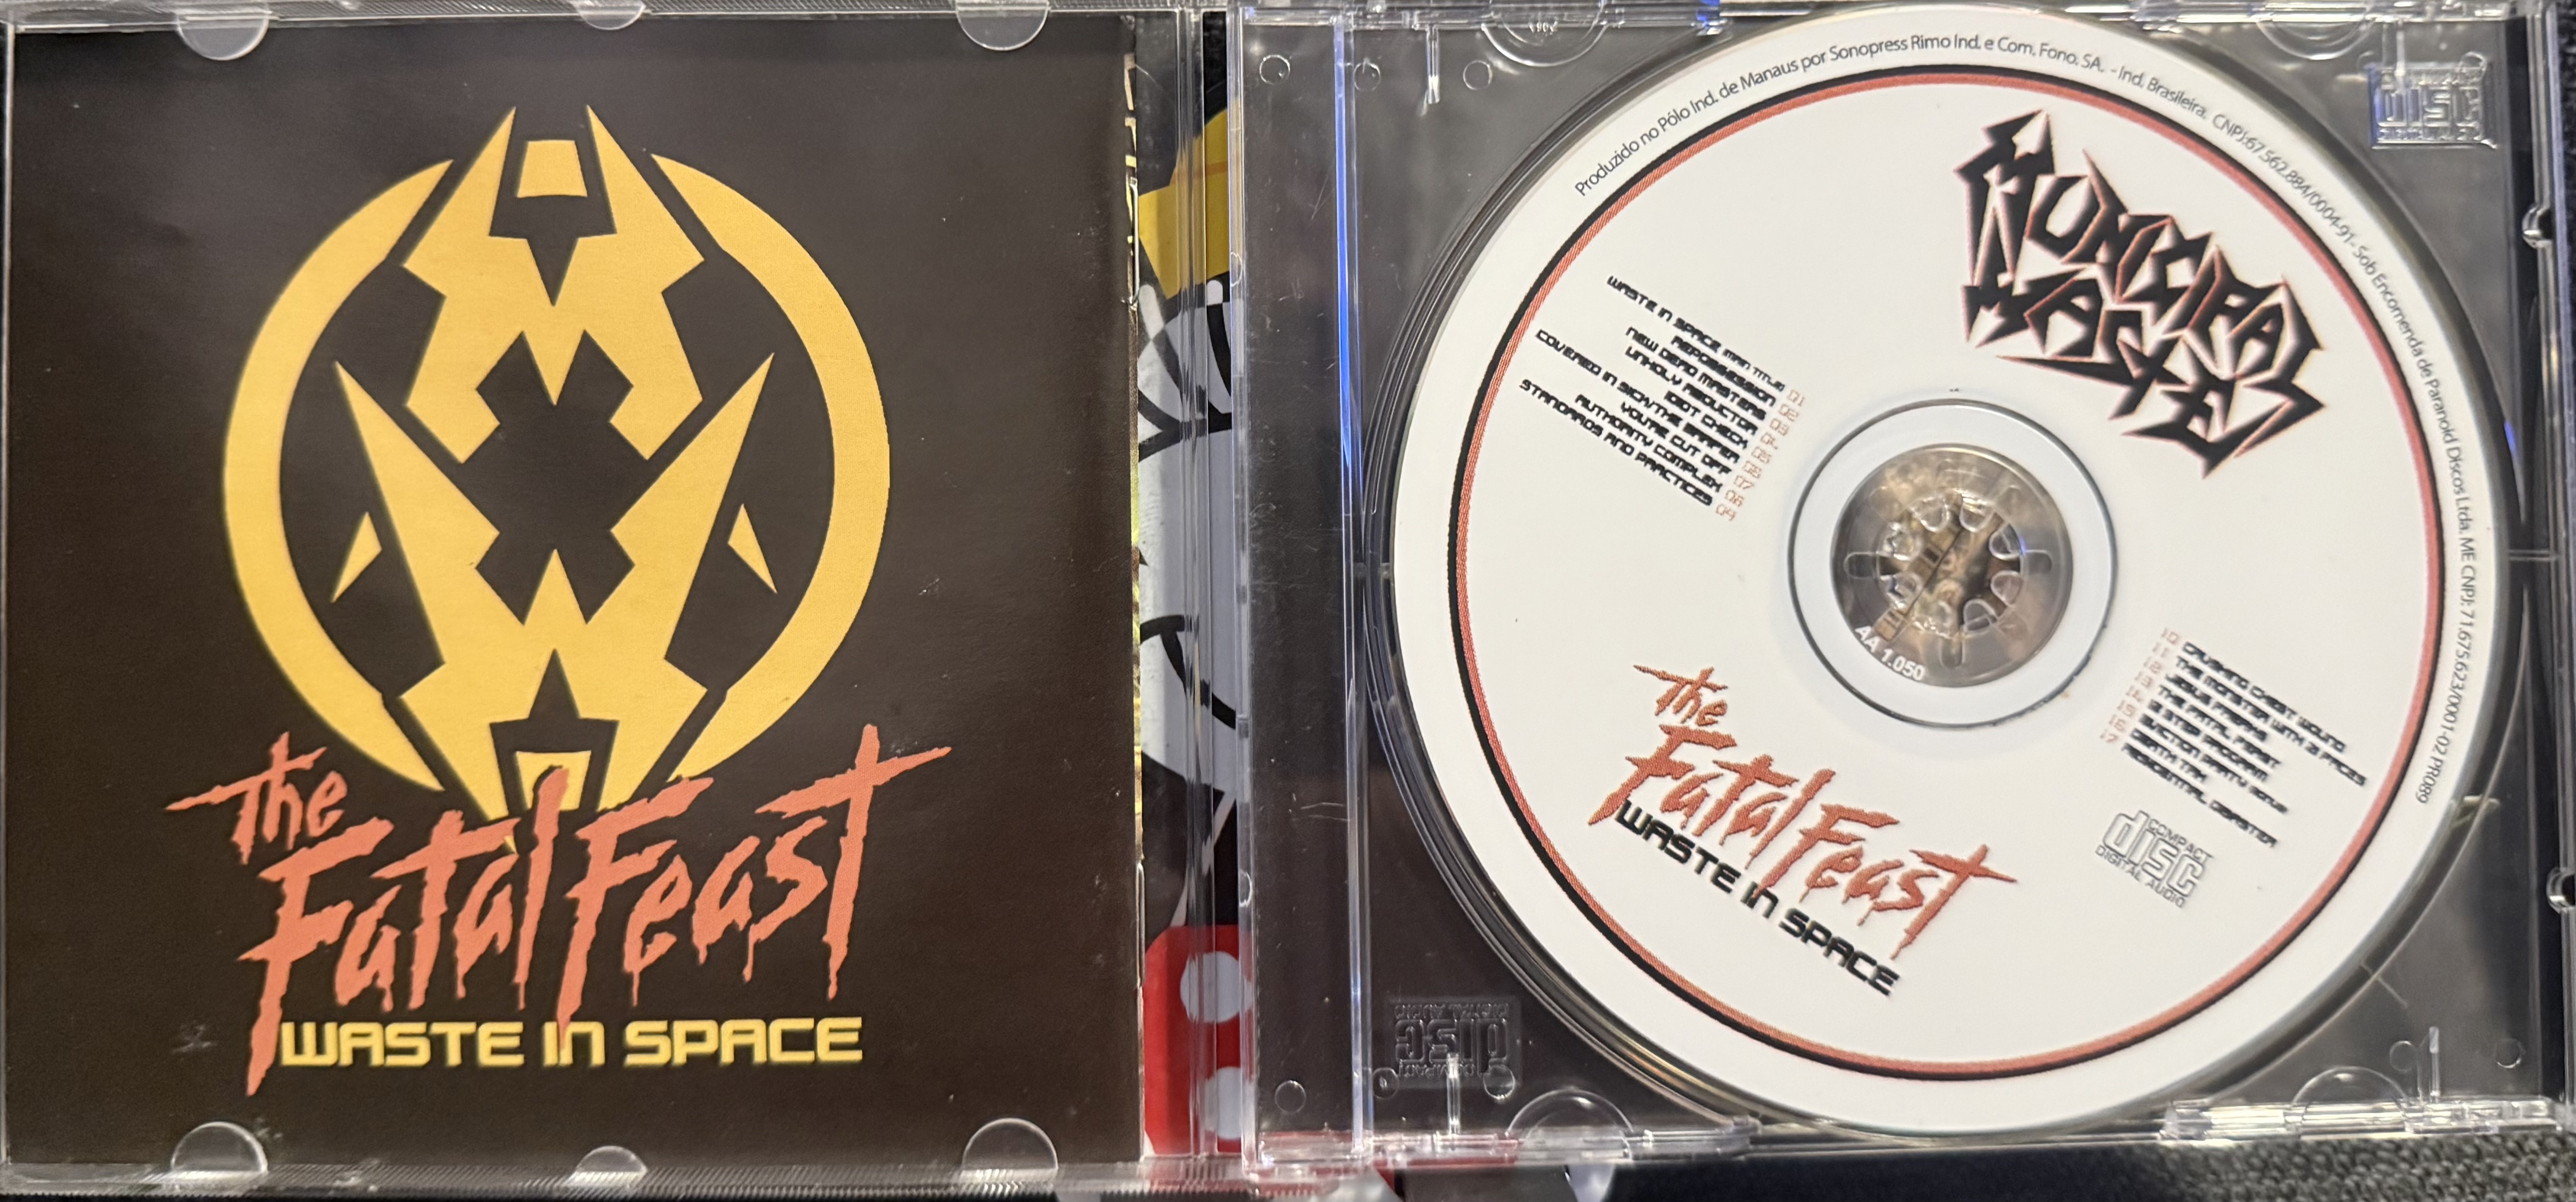 The
Fatal Feast
WASTE IN SPACE
Produzido no Pólo Ind. de Manaus por Sonopress Rimo Ind. e Com. Fono. SA. - Ind. Brasileira. CNPJ:67.562.884/0004-91- Sob Encomenda de Paranoid Discos Ltda. ME CNPJ: 71.675.623/0001-02 PR089
MUNICIPAL
WASTE
WASTE IN SPACE MAIN TITLE 01
REPOSSESSION 02
NEW DEAD MASTERS 03
UNHOLY ABDUCTOR 04
IDIOT CHECK 05
COVERED IN SICK/THE BARFER 06
YOU'RE CUT OFF 07
AUTHORITY COMPLEX 08
STANDARDS AND PRACTICES 09
AA 1.050
10 CRUSHING CHEST WOUND
11 THE MONSTER WITH 21 FACES
12 JESUS FREAKS
13 THE FATAL FEAST
14 12 STEP PROGRAM
15 EVICTION PARTY BONUS
16 DEATH TAX
RESIDENTIAL DISASTER
The
Fatal Feast
WASTE IN SPACE
COMPACT
disc
DIGITAL AUDIO